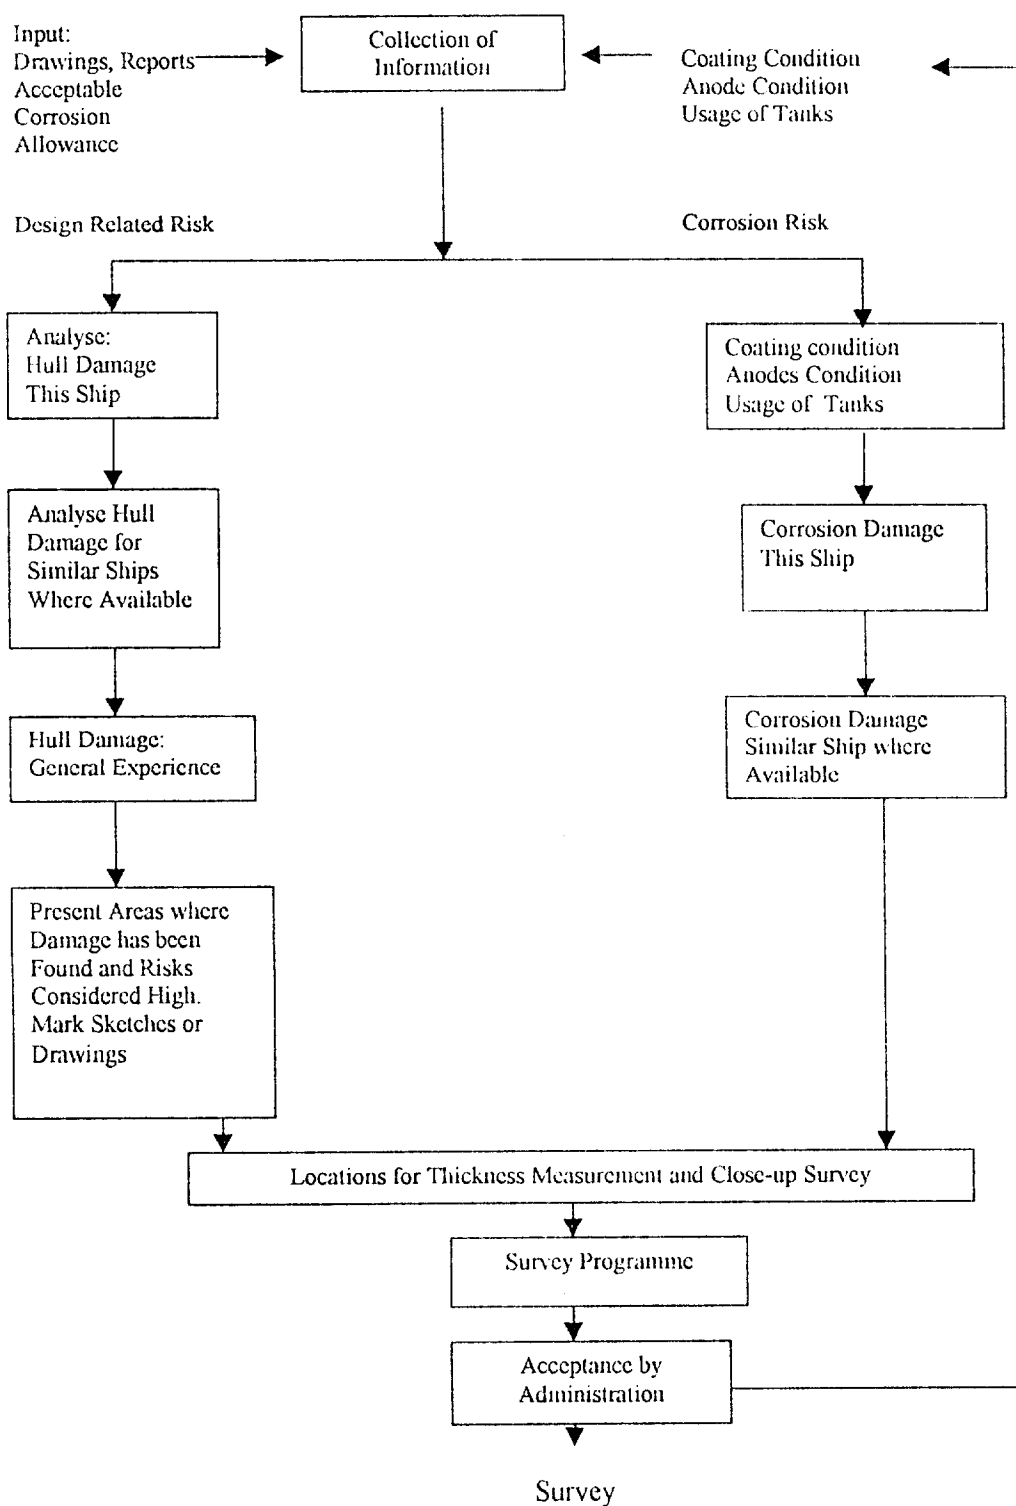 Input:
Drawings, Reports
Acceptable
Corrosion
Allowance
Collection of
Information
Coating Condition
Anode Condition
Usage of Tanks
Design Related Risk
Corrosion Risk
Analyse:
Hull Damage
This Ship
Coating condition
Anodes Condition
Usage of Tanks
Analyse Hull
Damage for
Similar Ships
Where Available
Corrosion Damage
This Ship
Hull Damage:
General Experience
Corrosion Damage
Similar Ship where
Available
Present Areas where
Damage has been
Found and Risks
Considered High.
Mark Sketches or
Drawings
Locations for Thickness Measurement and Close-up Survey
Survey Programme
Acceptance by
Administration
Survey